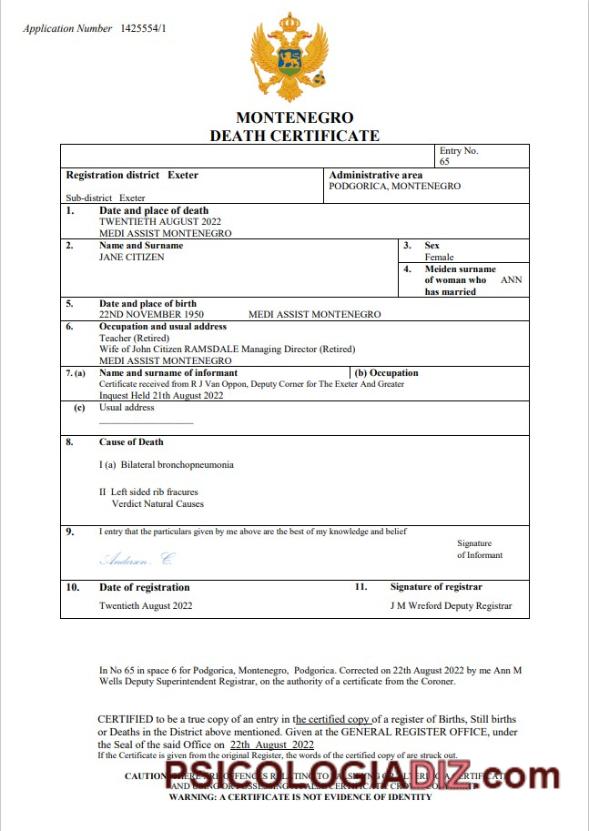 Application Number 1425554/1
MONTENEGRO
DEATH CERTIFICATE
Entry No.
65
Registration district Exeter
Sub-district Exeter
Administrative area
PODGORICA, MONTENEGRO
1. Date and place of death
TWENTIETH AUGUST 2022
MEDI ASSIST MONTENEGRO
2. Name and Surname
JANE CITIZEN
3. Sex
Female
4. Meiden surname
of woman who ANN
has married
5. Date and place of birth
22ND NOVEMBER 1950 MEDI ASSIST MONTENEGRO
6. Occupation and usual address
Teacher (Retired)
Wife of John Citizen RAMSDALE Managing Director (Retired)
MEDI ASSIST MONTENEGRO
7. (a) Name and surname of informant (b) Occupation
Certificate received from R J Van Oppon, Deputy Corner for The Exeter And Greater
Inquest Held 21th August 2022
(c) Usual address
8. Cause of Death
I (a) Bilateral bronchopneumonia
II Left sided rib fracures
Verdict Natural Causes
9. I entry that the particulars given by me above are the best of my knowledge and belief
Anderson . C.
Signature
of Informant
10. Date of registration
Twentieth August 2022
11. Signature of registrar
J M Wreford Deputy Registrar
In No 65 in space 6 for Podgorica, Montenegro, Podgorica. Corrected on 22th August 2022 by me Ann M
Wells Deputy Superintendent Registrar, on the authority of a certificate from the Coroner.
CERTIFIED to be a true copy of an entry in the certified copy of a register of Births, Still births
or Deaths in the District above mentioned. Given at the GENERAL REGISTER OFFICE, under
the Seal of the said Office on 22th August 2022
If the Certificate is given from the original Register, the words of the certified copy of are struck out.
CAUTION OFFENCES RELATING TO
AND USING OR
WARNING: A CERTIFICATE IS NOT EVIDENCE OF IDENTITY
PSICOLOGIADIZ.com